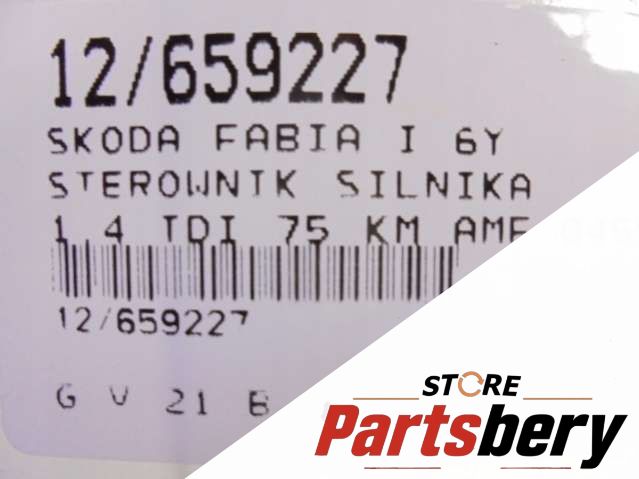 12/659227
SKODA FABIA I 6Y
STEROWNIK SILNIKA
1.4 TDI 75 KM AMF
12/659227
G V 21 B
STORE
Partsbery